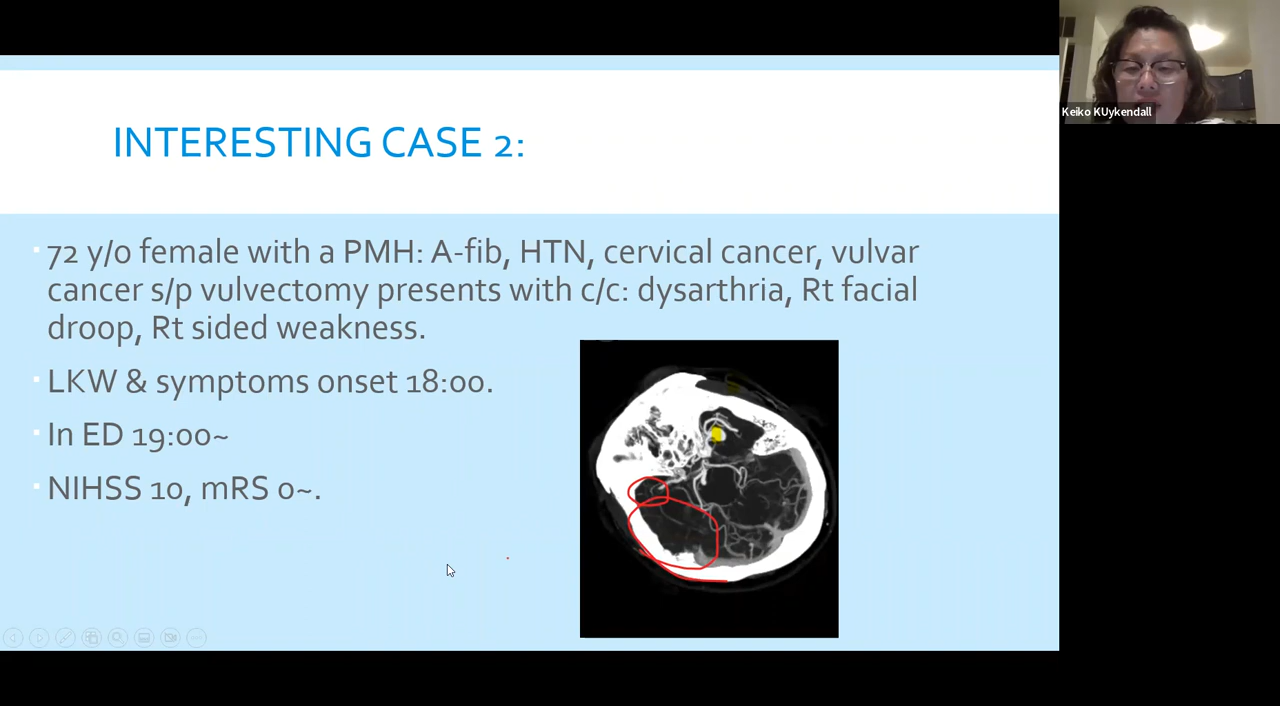 Keiko KUykendall
INTERESTING CASE 2:
72 y/o female with a PMH: A-fib, HTN, cervical cancer, vulvar
cancer s/p vulvectomy presents with c/c: dysarthria, Rt facial
droop, Rt sided weakness.
LKW & symptoms onset 18:00.
In ED 19:00~
NIHSS 10, mRS 0~.